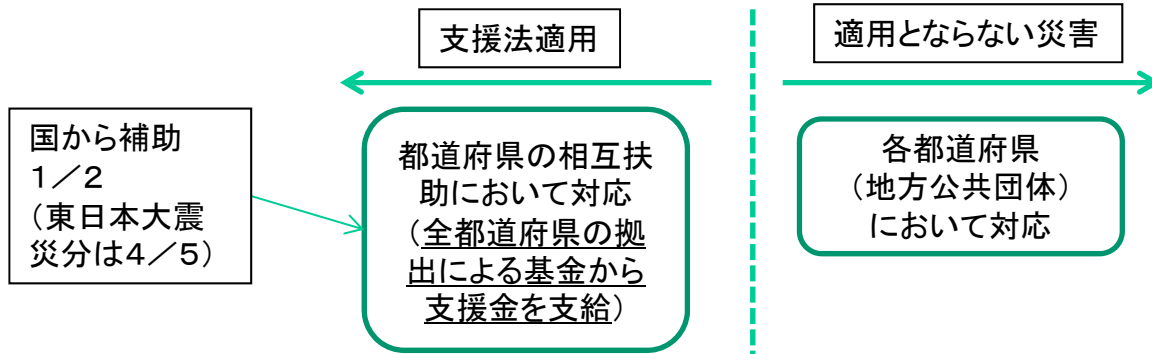 支援法適用
適用とならない災害
国から補助
１／２
（東日本大震
災分は４／５）
都道府県の相互扶
助において対応
（全都道府県の拠
出による基金から
支援金を支給）
各都道府県
（地方公共団体）
において対応